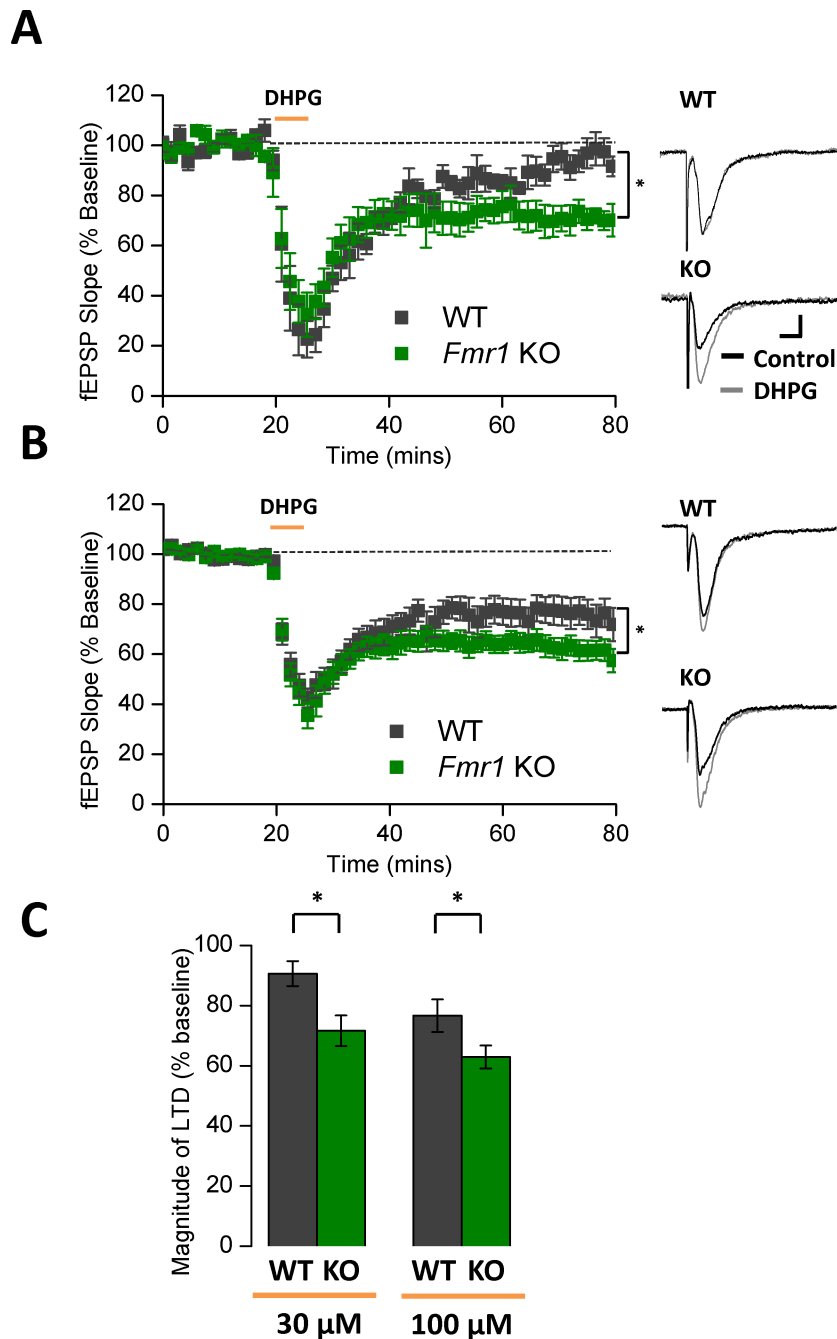 A
DHPG
120
100
80
60
40
20
0
fEPSP Slope (% Baseline)
WT
Fmr1 KO
*
0 20 40 60 80
Time (mins)
WT
KO
Control
DHPG
B
DHPG
120
100
80
60
40
20
0
fEPSP Slope (% Baseline)
WT
Fmr1 KO
*
0 20 40 60 80
Time (mins)
WT
KO
C
* *
100
80
60
40
20
0
Magnitude of LTD (% baseline)
WT KO WT KO
30 µM 100 µM